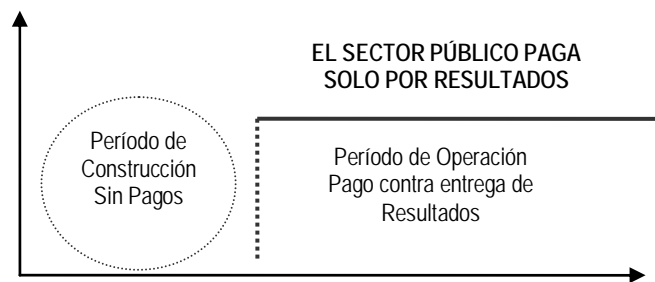 EL SECTOR PÚBLICO PAGA
SOLO POR RESULTADOS
Período de
Construcción
Sin Pagos
Período de Operación
Pago contra entrega de
Resultados